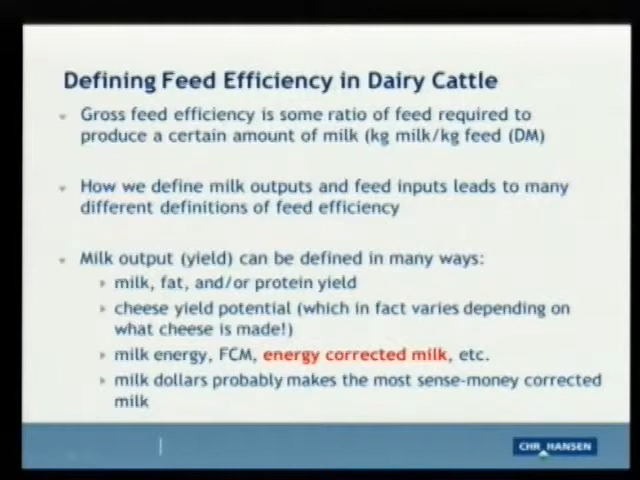 Defining Feed Efficiency in Dairy Cattle
Gross feed efficiency is some ratio of feed required to
produce a certain amount of milk (kg milk/kg feed (DM)
How we define milk outputs and feed inputs leads to many
different definitions of feed efficiency
Milk output (yield) can be defined in many ways:
milk, fat, and/or protein yield
cheese yield potential (which in fact varies depending on
what cheese is made!)
milk energy, FCM, energy corrected milk, etc.
milk dollars probably makes the most sense-money corrected
milk
CHR HANSEN